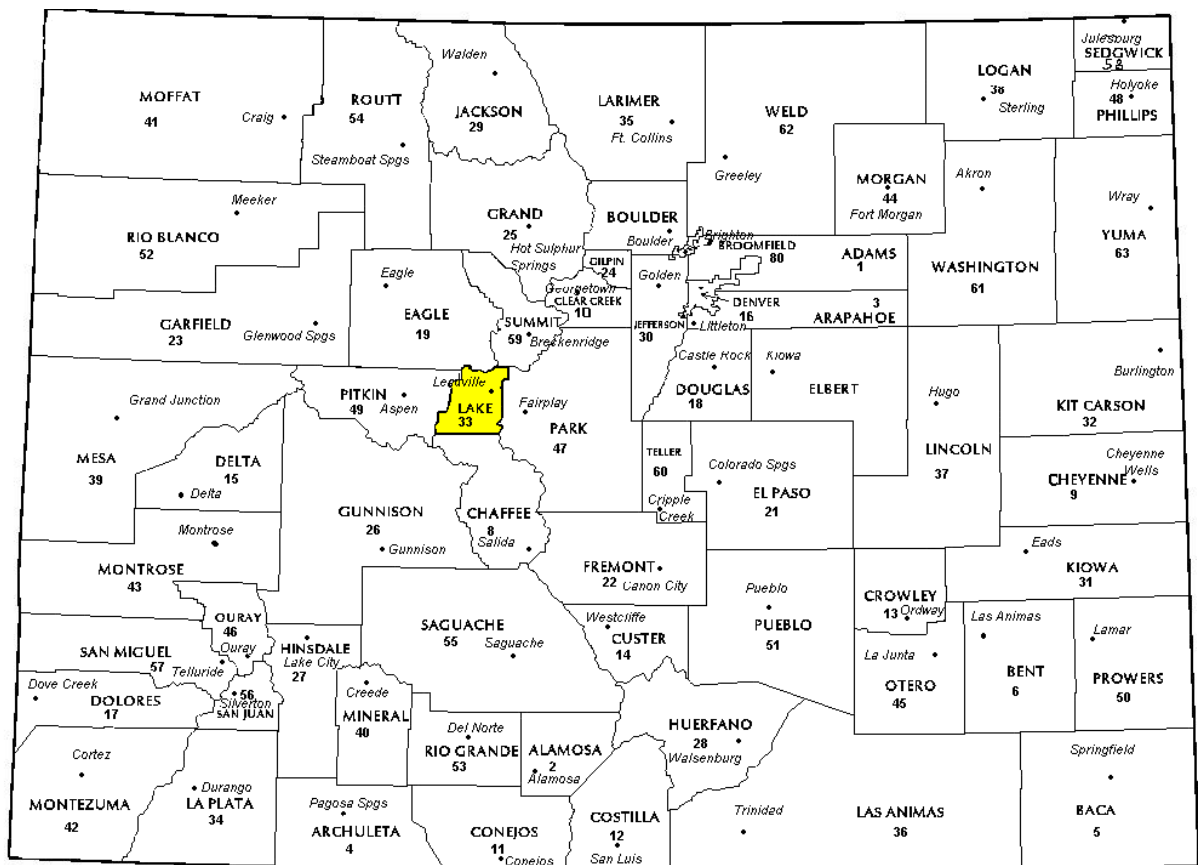 Julesburg
SEDGWICK
58
Walden
LOGAN
38
Sterling
Holyoke
48
PHILLIPS
MOFFAT
41
Craig
ROUTT
54
Steamboat Spgs
JACKSON
29
LARIMER
35
Ft. Collins
WELD
62
Greeley
MORGAN
44
Fort Morgan
Akron
Wray
YUMA
63
Meeker
RIO BLANCO
52
GRAND
25
Hot Sulphur
Springs
BOULDER
Boulder
Brighton
BROOMFIELD
80
ADAMS
1
WASHINGTON
61
GILPIN
24
Golden
Eagle
EAGLE
19
Georgetown
CLEAR CREEK
10
DENVER
16
3
ARAPAHOE
GARFIELD
23
Glenwood Spgs
SUMMIT
59
Breckenridge
JEFFERSON
30
Littleton
Castle Rock
DOUGLAS
18
Kiowa
ELBERT
Burlington
Leadville
LAKE
33
PITKIN
49
Aspen
Fairplay
PARK
47
Hugo
LINCOLN
37
KIT CARSON
32
Grand Junction
MESA
39
DELTA
15
Delta
TELLER
60
Cripple
Creek
Colorado Spgs
EL PASO
21
Cheyenne
Wells
CHEYENNE
9
GUNNISON
26
Gunnison
CHAFFEE
8
Salida
Montrose
MONTROSE
43
FREMONT
22
Canon City
Pueblo
PUEBLO
51
Eads
KIOWA
31
CROWLEY
13
Ordway
OURAY
46
Ouray
SAGUACHE
55
Saguache
Westcliffe
CUSTER
14
Las Animas
BENT
6
Lamar
PROWERS
50
SAN MIGUEL
57
Telluride
HINSDALE
Lake City
27
La Junta
OTERO
45
Dove Creek
DOLORES
17
56
Silverton
SAN JUAN
Creede
MINERAL
40
Del Norte
RIO GRANDE
53
ALAMOSA
2
Alamosa
HUERFANO
28
Walsenburg
Cortez
MONTEZUMA
42
Durango
LA PLATA
34
Pagosa Spgs
ARCHULETA
4
CONEJOS
11
Conejos
COSTILLA
12
San Luis
Trinidad
LAS ANIMAS
36
Springfield
BACA
5